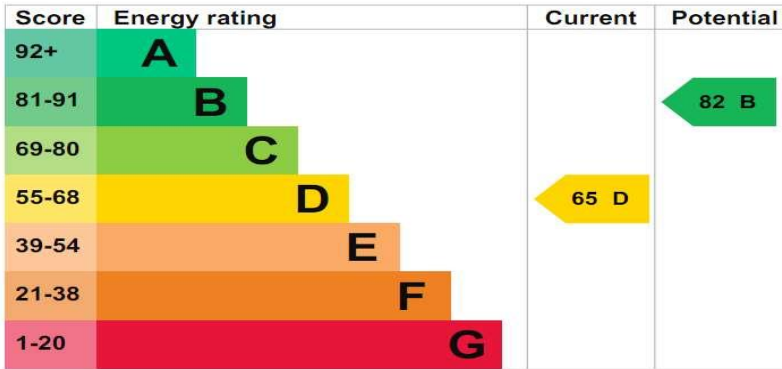 Score Energy rating Current Potential
92+ A
81-91 B 82 B
69-80 C
55-68 D 65 D
39-54 E
21-38 F
1-20 G